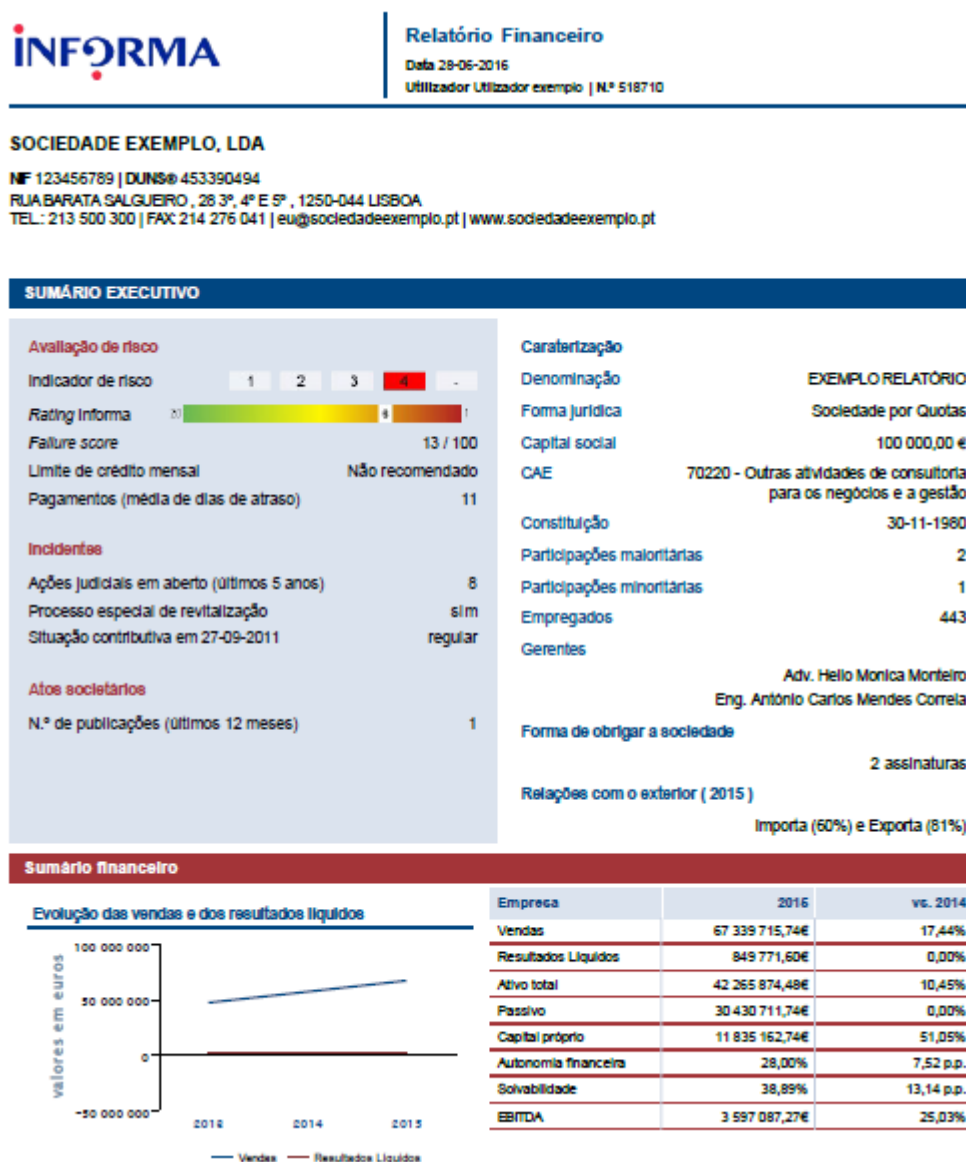 INFORMA
Relatório Financeiro
Data 28-06-2016
Utilizador Utilizador exemplo | N.º 518710
SOCIEDADE EXEMPLO, LDA
NIF 123456789 | DUNS® 453390494
RUA BARATA SALGUEIRO , 28 3º, 4º E 5º , 1250-044 LISBOA
TEL.: 213 500 300 | FAX: 214 276 041 | eu@sociedadeexemplo.pt | www.sociedadeexemplo.pt
SUMÁRIO EXECUTIVO
Avaliação de risco
Indicador de risco 1 2 3 4 -
Rating Informa 20 6 1
Failure score 13 / 100
Limite de crédito mensal Não recomendado
Pagamentos (média de dias de atraso) 11
Incidentes
Ações judiciais em aberto (últimos 5 anos) 8
Processo especial de revitalização sim
Situação contributiva em 27-09-2011 regular
Atos societários
N.º de publicações (últimos 12 meses) 1
Caraterização
Denominação EXEMPLO RELATÓRIO
Forma jurídica Sociedade por Quotas
Capital social 100 000,00 €
CAE 70220 - Outras atividades de consultoria
para os negócios e a gestão
Constituição 30-11-1980
Participações maioritárias 2
Participações minoritárias 1
Empregados 443
Gerentes
Adv. Helio Monica Monteiro
Eng. António Carlos Mendes Correia
Forma de obrigar a sociedade
2 assinaturas
Relações com o exterior ( 2015 )
Importa (60%) e Exporta (81%)
Sumário financeiro
Evolução das vendas e dos resultados líquidos
valores em euros
100 000 000
50 000 000
0
-50 000 000
2014 2015
Vendas Resultados Líquidos
Empresa 2015 vs. 2014
Vendas 67 339 715,74€ 17,44%
Resultados Líquidos 849 771,60€ 0,00%
Ativo total 42 265 874,48€ 10,45%
Passivo 30 430 711,74€ 0,00%
Capital próprio 11 835 162,74€ 51,05%
Autonomia financeira 28,00% 7,52 p.p.
Solvabilidade 38,89% 13,14 p.p.
EBITDA 3 597 087,27€ 25,03%